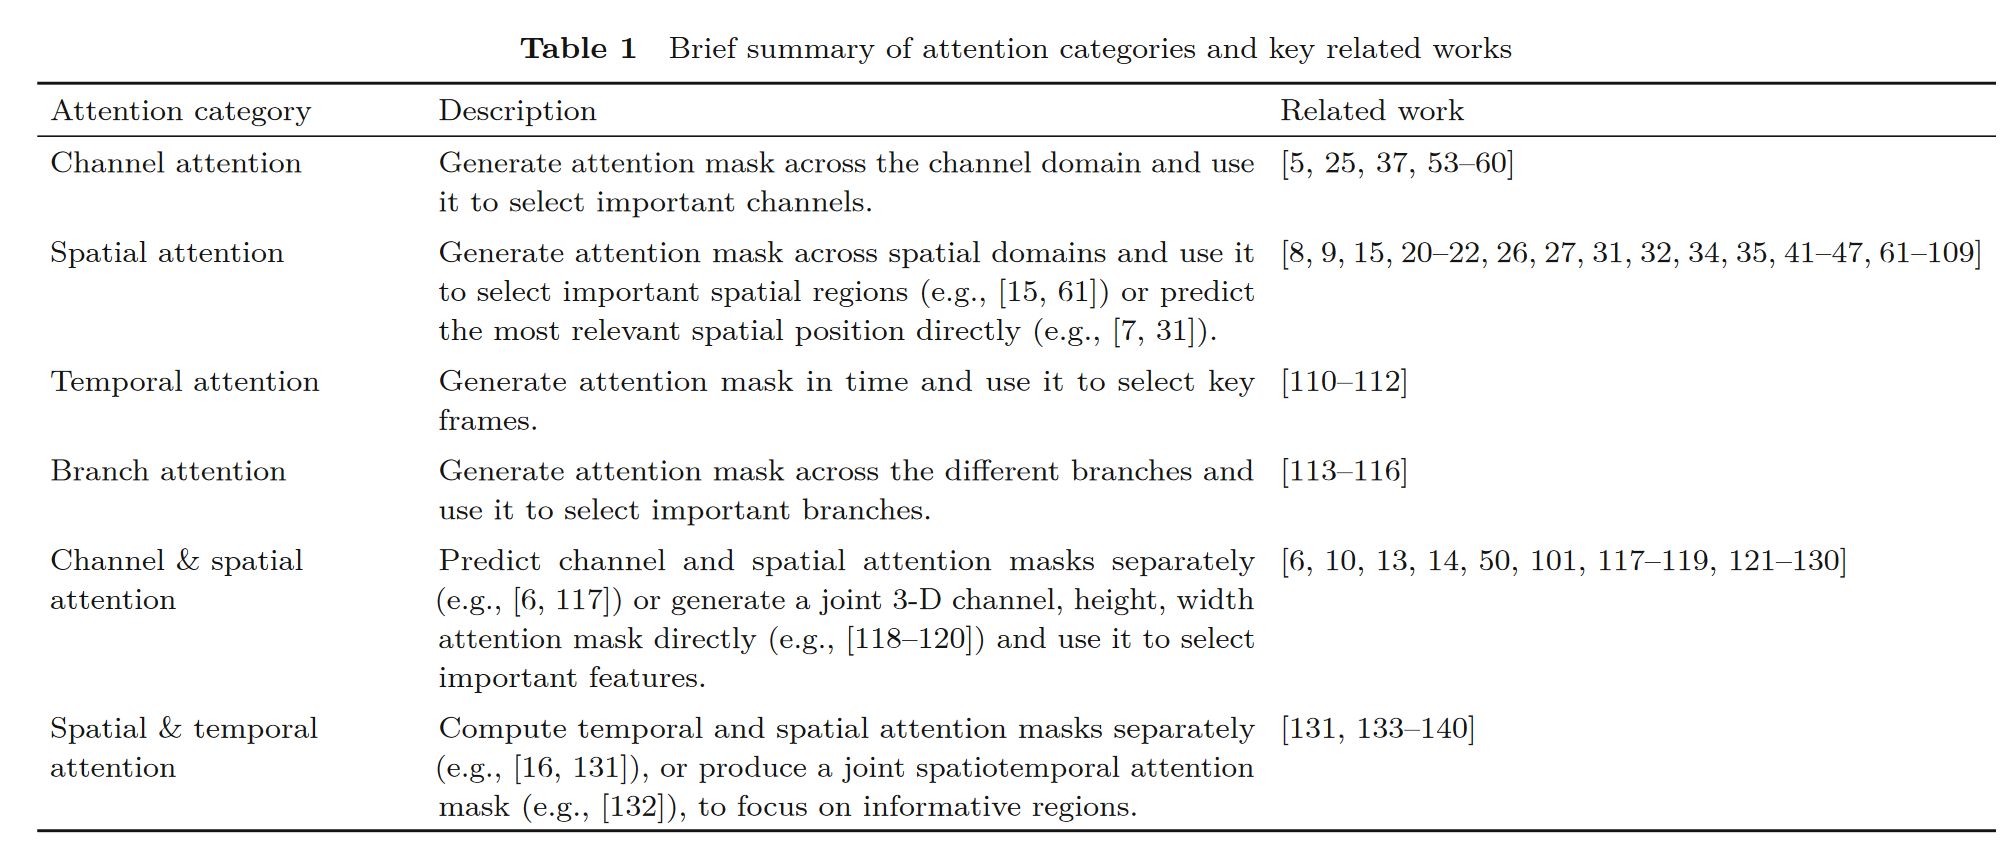 Table 1 Brief summary of attention categories and key related works
Attention category Description Related work
Channel attention Generate attention mask across the channel domain and use [5, 25, 37, 53–60]
it to select important channels.
Spatial attention Generate attention mask across spatial domains and use it [8, 9, 15, 20–22, 26, 27, 31, 32, 34, 35, 41–47, 61–109]
to select important spatial regions (e.g., [15, 61]) or predict
the most relevant spatial position directly (e.g., [7, 31]).
Temporal attention Generate attention mask in time and use it to select key [110–112]
frames.
Branch attention Generate attention mask across the different branches and [113–116]
use it to select important branches.
Channel & spatial Predict channel and spatial attention masks separately [6, 10, 13, 14, 50, 101, 117–119, 121–130]
attention (e.g., [6, 117]) or generate a joint 3-D channel, height, width
attention mask directly (e.g., [118–120]) and use it to select
important features.
Spatial & temporal Compute temporal and spatial attention masks separately [131, 133–140]
attention (e.g., [16, 131]), or produce a joint spatiotemporal attention
mask (e.g., [132]), to focus on informative regions.